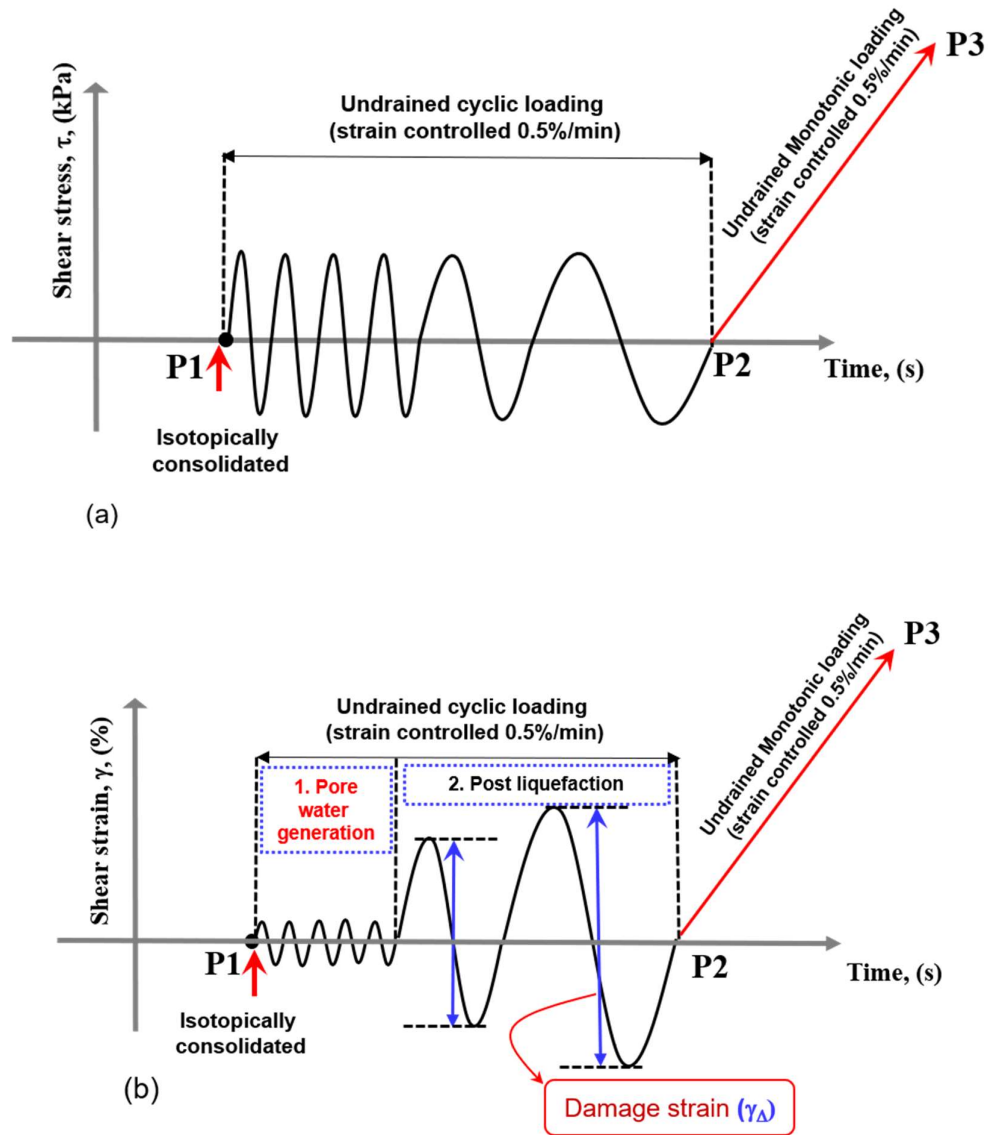 P3
Undrained Monotonic loading
(strain controlled 0.5%/min)
Undrained cyclic loading
(strain controlled 0.5%/min)
Shear stress, τ, (kPa)
P1
P2
Time, (s)
Isotopically
consolidated
(a)
P3
Undrained Monotonic loading
(strain controlled 0.5%/min)
Undrained cyclic loading
(strain controlled 0.5%/min)
1. Pore
water
generation
2. Post liquefaction
Shear strain, γ, (%)
P1
P2
Time, (s)
Isotopically
consolidated
(b)
Damage strain (γΔ)